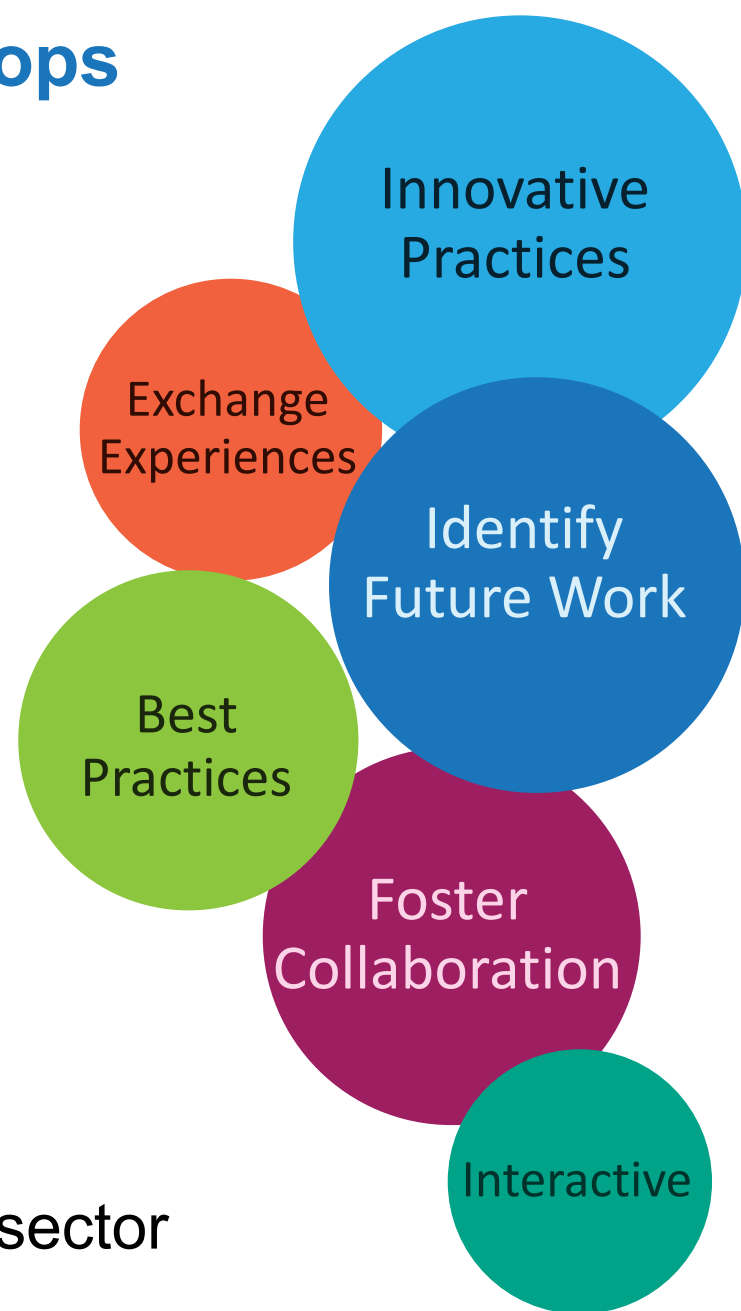 ops
Innovative
Practices
Exchange
Experiences
Identify
Future Work
Best
Practices
Foster
Collaboration
Interactive
sector